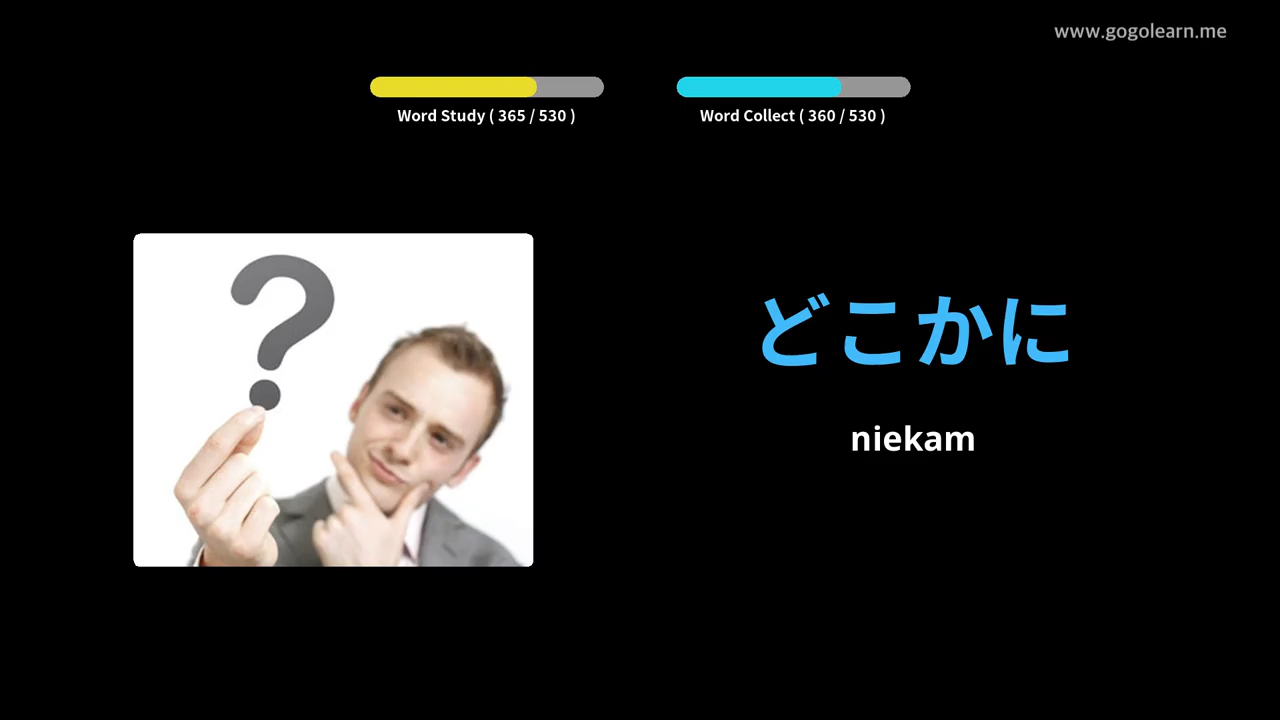 www.gogolearn.me
Word Study ( 365 / 530 )
Word Collect ( 360 / 530 )
?
どこかに
niekam